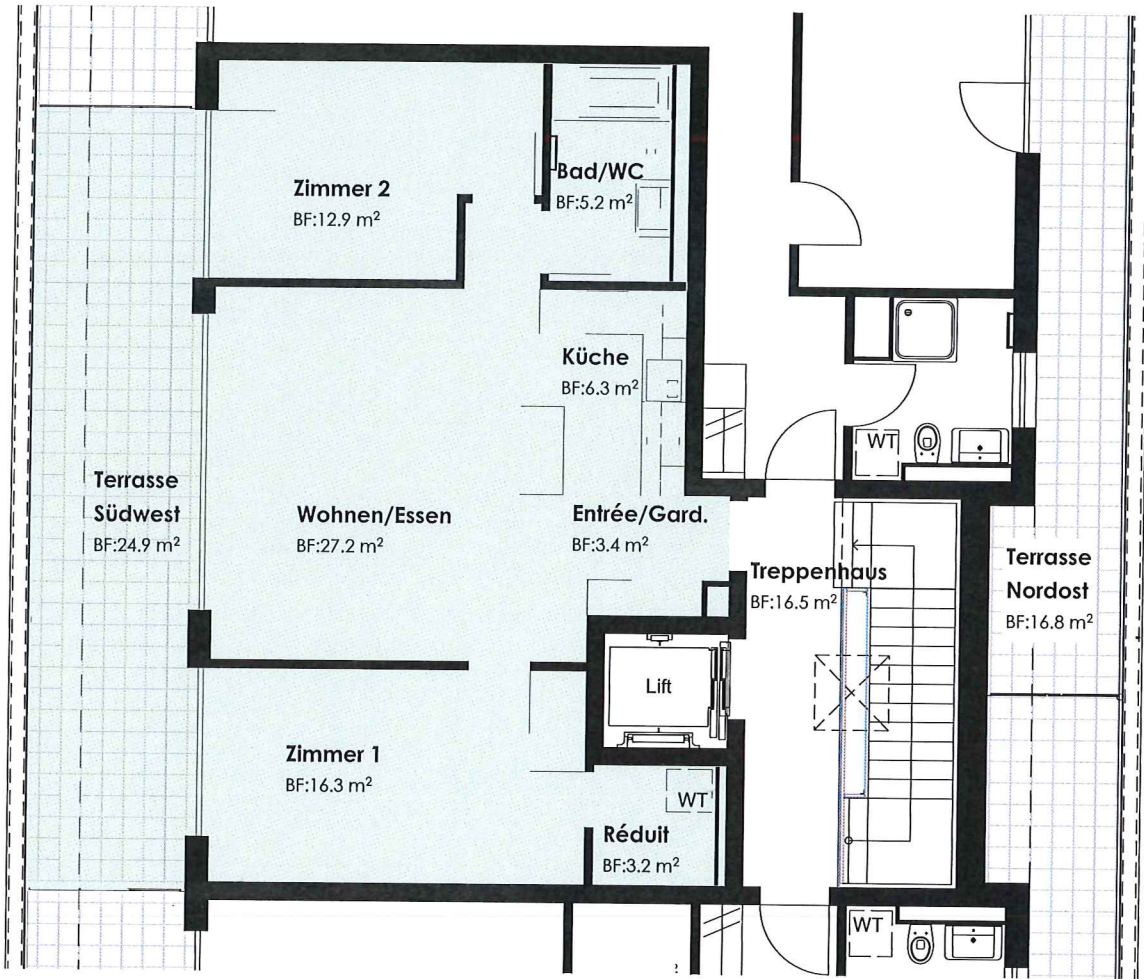 Zimmer 2
BF:12.9 m²
Bad/WC
BF:5.2 m²
Küche
BF:6.3 m²
WT
Terrasse
Südwest
BF:24.9 m²
Wohnen/Essen
BF:27.2 m²
Entrée/Gard.
BF:3.4 m²
Treppenhaus
BF:16.5 m²
Terrasse
Nordost
BF:16.8 m²
Lift
Zimmer 1
BF:16.3 m²
WT
Réduit
BF:3.2 m²
WT